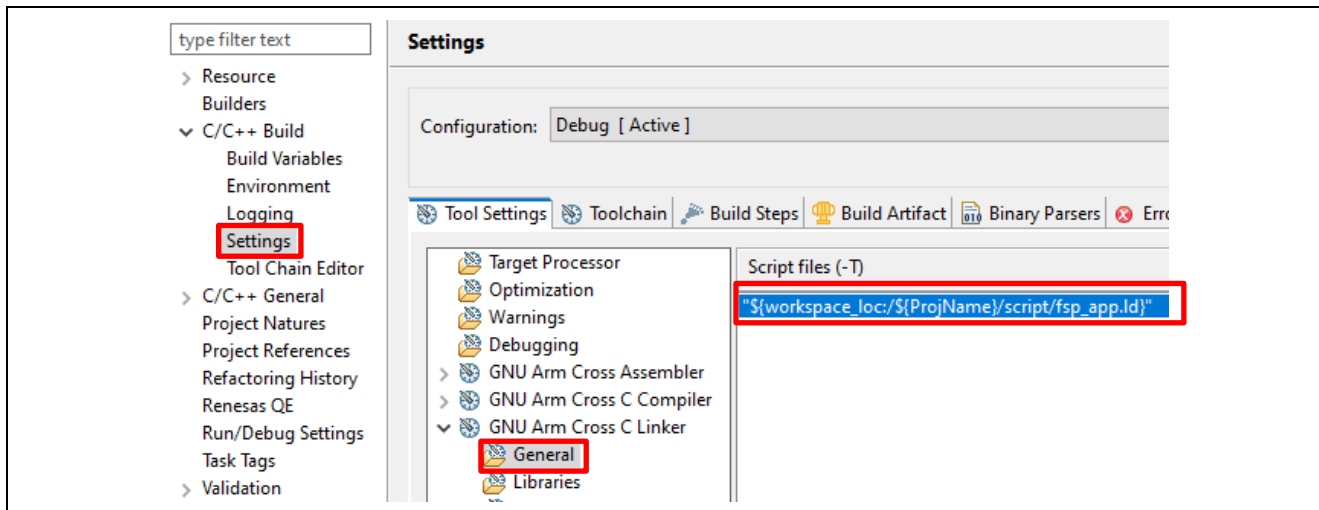 type filter text
Resource
Builders
C/C++ Build
Build Variables
Environment
Logging
Settings
Tool Chain Editor
C/C++ General
Project Natures
Project References
Refactoring History
Renesas QE
Run/Debug Settings
Task Tags
Validation
Settings
Configuration: Debug [ Active ]
Tool Settings Toolchain Build Steps Build Artifact Binary Parsers
Target Processor
Optimization
Warnings
Debugging
GNU Arm Cross Assembler
GNU Arm Cross C Compiler
GNU Arm Cross C Linker
General
Libraries
Script files (-T)
"${workspace_loc:/${ProjName}/script/fsp_app.ld}"